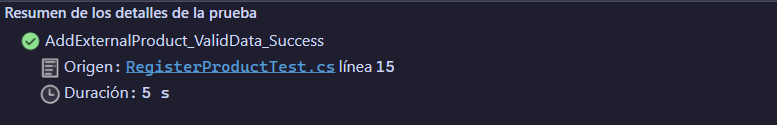 Resumen de los detalles de la prueba
AddExternalProduct_ValidData_Success
Origen: RegisterProductTest.cs línea 15
Duración: 5 s